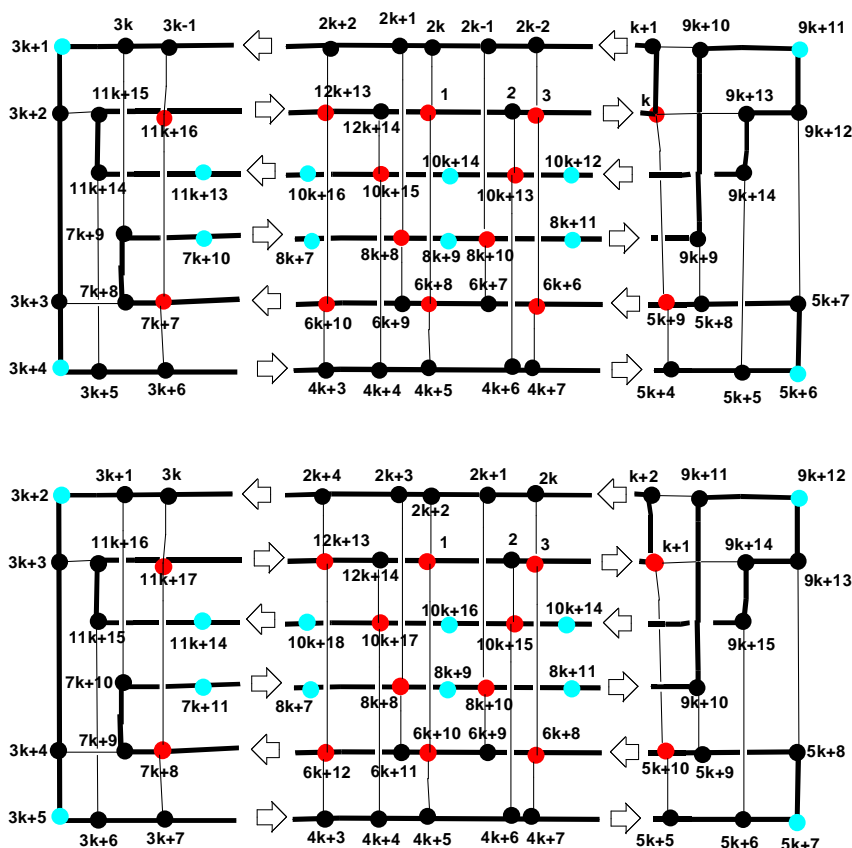 3k+1 3k 3k-1 2k+2 2k+1 2k 2k-1 2k-2 k+1 9k+10 9k+11
3k+2 11k+15 11k+16 12k+13 12k+14 1 2 3 k 9k+13 9k+12
11k+14 11k+13 10k+16 10k+15 10k+14 10k+13 10k+12 9k+14
7k+9 7k+10 8k+7 8k+8 8k+9 8k+10 8k+11 9k+9
3k+3 7k+8 7k+7 6k+10 6k+9 6k+8 6k+7 6k+6 5k+9 5k+8 5k+7
3k+4 3k+5 3k+6 4k+3 4k+4 4k+5 4k+6 4k+7 5k+4 5k+5 5k+6
3k+2 3k+1 3k 2k+4 2k+3 2k+2 2k+1 2k k+2 9k+11 9k+12
3k+3 11k+16 11k+17 12k+13 12k+14 1 2 3 k+1 9k+14 9k+13
11k+15 11k+14 10k+18 10k+17 10k+16 10k+15 10k+14 9k+15
7k+10 7k+11 8k+7 8k+8 8k+9 8k+10 8k+11 9k+10
3k+4 7k+9 7k+8 6k+12 6k+11 6k+10 6k+9 6k+8 5k+10 5k+9 5k+8
3k+5 3k+6 3k+7 4k+3 4k+4 4k+5 4k+6 4k+7 5k+5 5k+6 5k+7